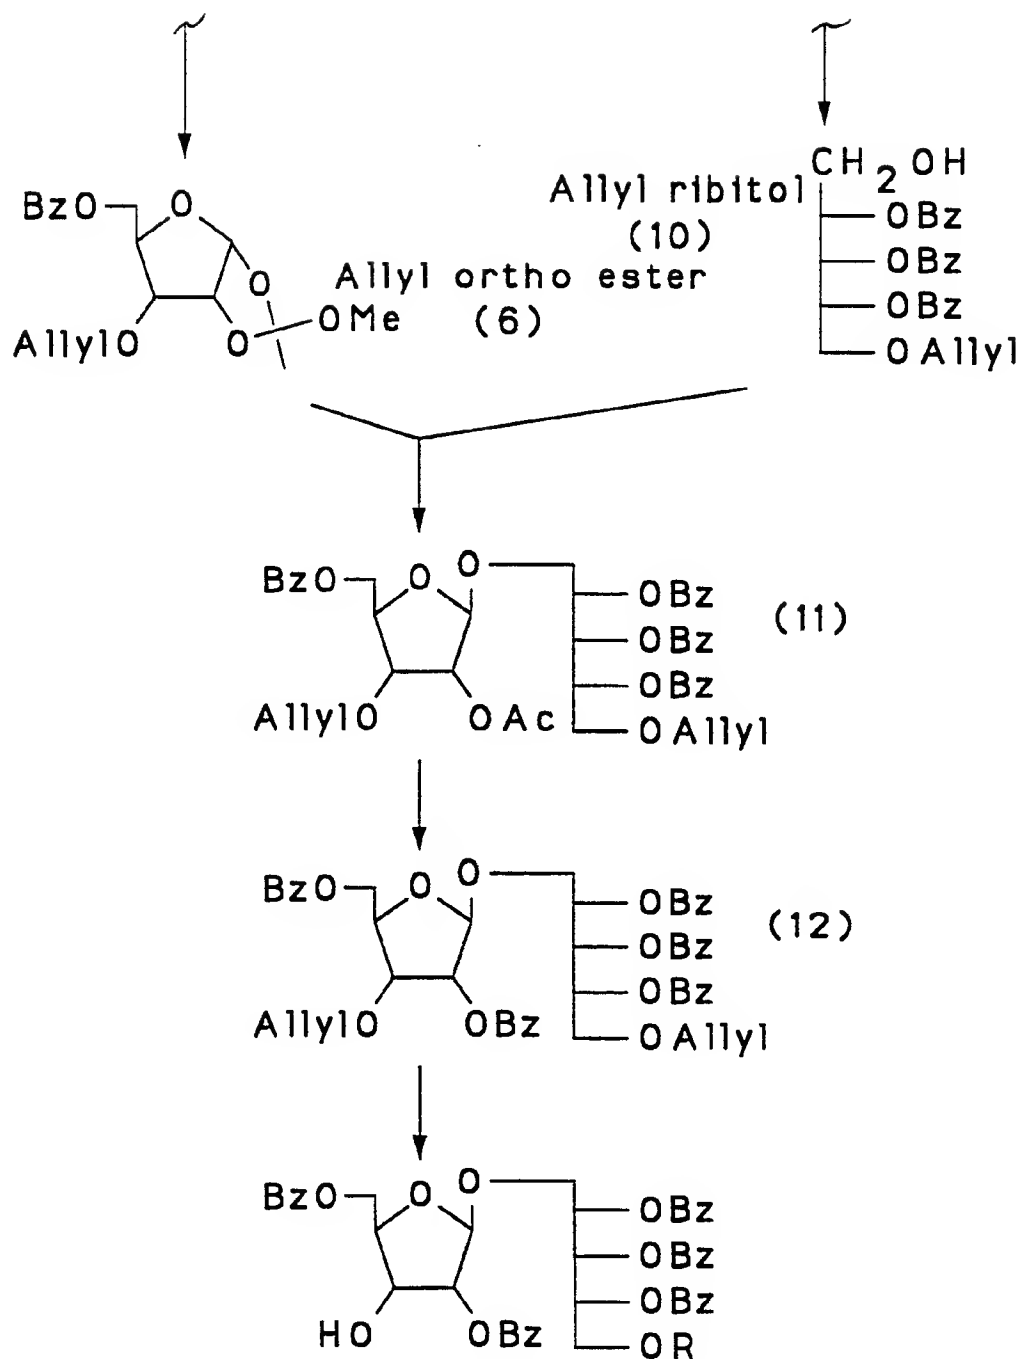 CH2OH
Allyl ribitol
(10)
OBz
OBz
OBz
OAllyl
BzO
O
O
Allyl ortho ester
(6)
OMe
O
AllylO
BzO
O
O
OBz
OBz
OBz
OAllyl
(11)
AllylO
OAc
BzO
O
O
OBz
OBz
OBz
OAllyl
(12)
AllylO
OBz
BzO
O
O
OBz
OBz
OBz
OR
HO
OBz